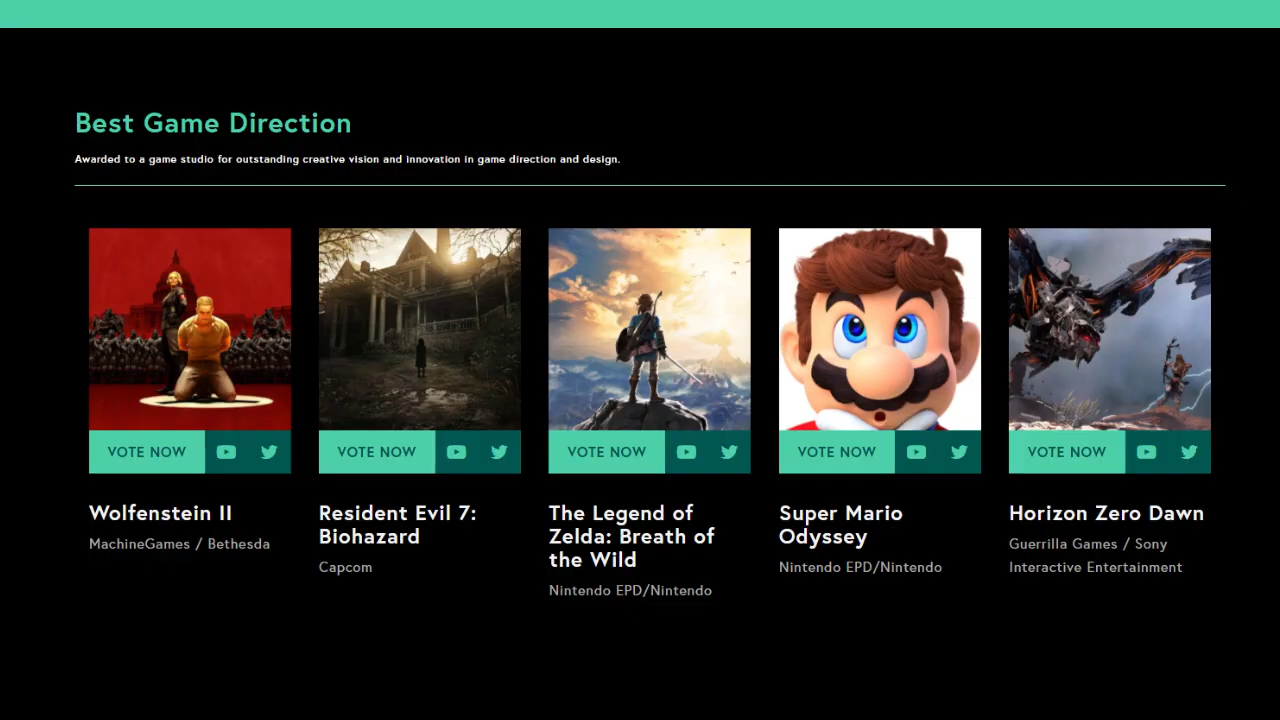 Best Game Direction
Awarded to a game studio for outstanding creative vision and innovation in game direction and design.
VOTE NOW
VOTE NOW
VOTE NOW
VOTE NOW
VOTE NOW
Wolfenstein II
MachineGames / Bethesda
Resident Evil 7:
Biohazard
Capcom
The Legend of
Zelda: Breath of
the Wild
Nintendo EPD/Nintendo
Super Mario
Odyssey
Nintendo EPD/Nintendo
Horizon Zero Dawn
Guerrilla Games / Sony
Interactive Entertainment